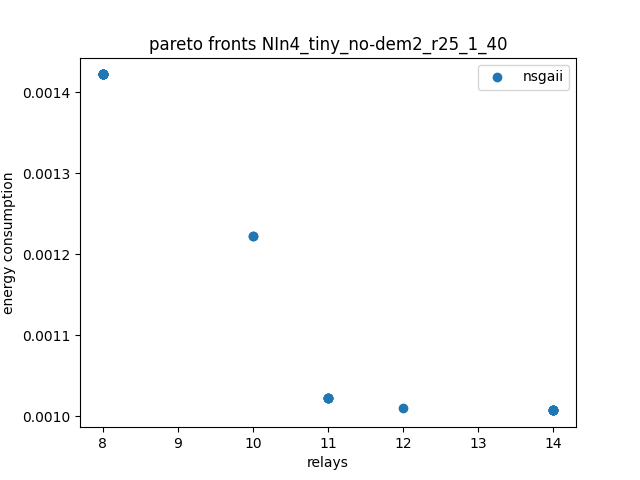 pareto fronts NIn4_tiny_no-dem2_r25_1_40
nsgaii
0.0014
0.0013
0.0012
0.0011
0.0010
energy consumption
8 9 10 11 12 13 14
relays